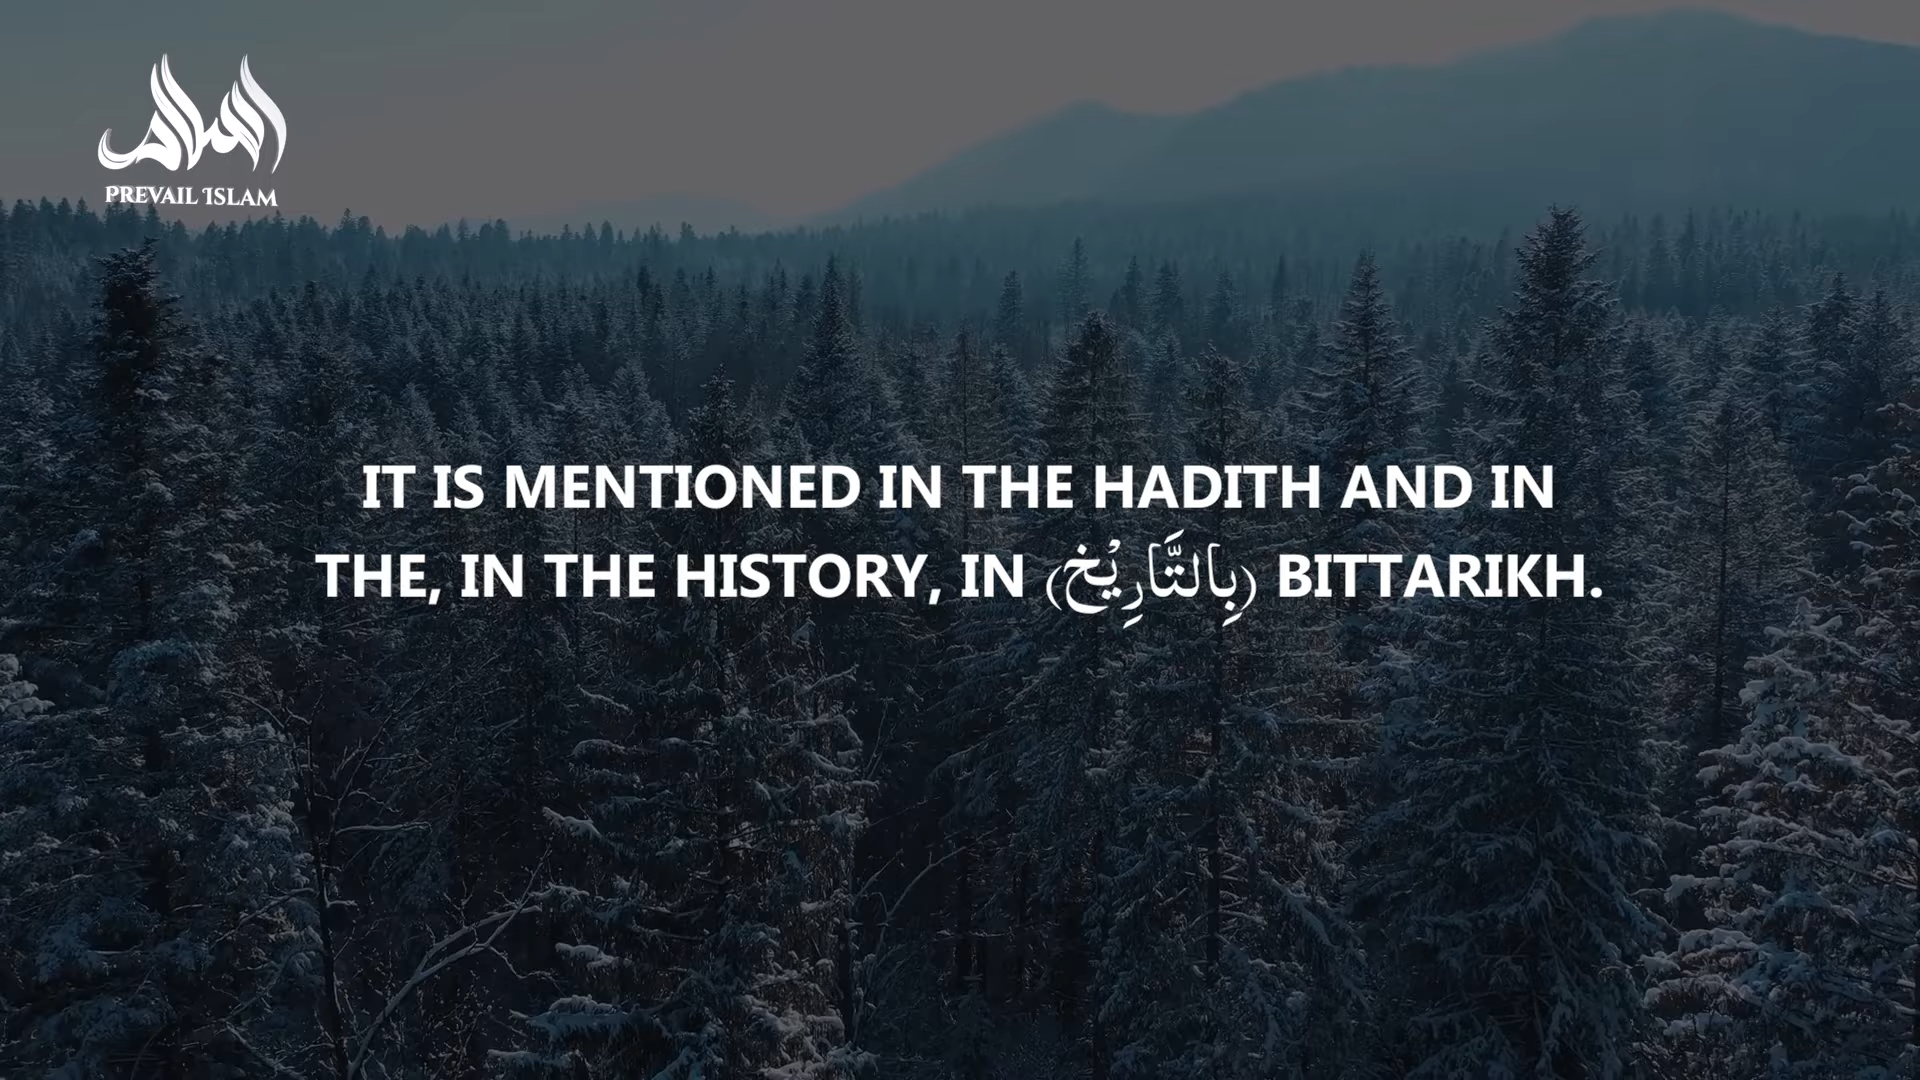 PREVAIL ISLAM
IT IS MENTIONED IN THE HADITH AND IN
THE, IN THE HISTORY, IN (بِالتَّارِيْخ) BITTARIKH.